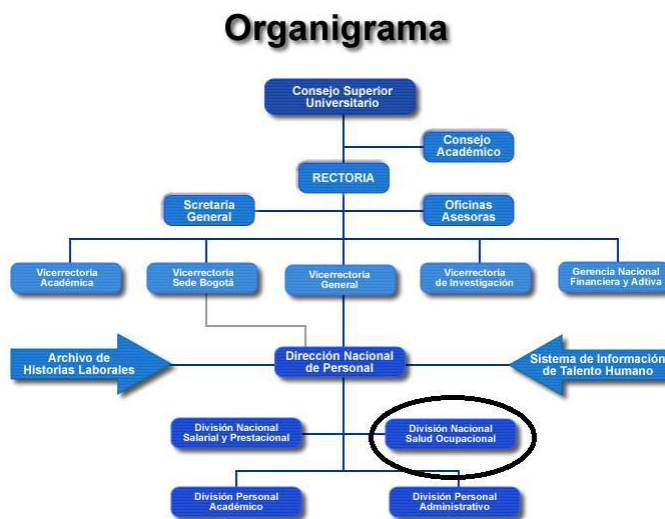 Organigrama
Consejo Superior
Universitario
Consejo
Académico
RECTORIA
Scretaría
General
Oficinas
Asesoras
Vicerrectoría
Académica
Vicerrectoría
Sede Bogotá
Vicerrectoría
General
Vicerrectoría
de Investigación
Gerencia Nacional
Financiera y Adtiva
Archivo de
Historias Laborales
Dirección Nacional
de Personal
Sistema de Información
de Talento Humano
División Nacional
Salarial y Prestacional
División Nacional
Salud Ocupacional
División Personal
Académico
División Personal
Administrativo